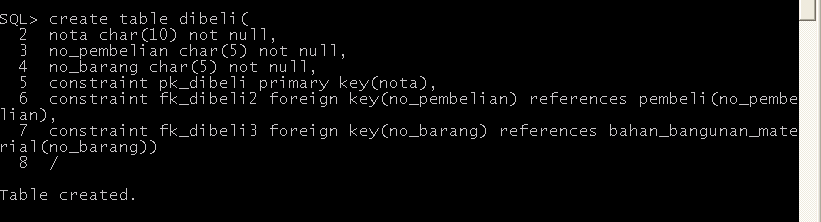 SQL> create table dibeli(
  2  nota char(10) not null,
  3  no_pembelian char(5) not null,
  4  no_barang char(5) not null,
  5  constraint pk_dibeli primary key(nota),
  6  constraint fk_dibeli2 foreign key(no_pembelian) references pembeli(no_pembe
lian),
  7  constraint fk_dibeli3 foreign key(no_barang) references bahan_bangunan_mate
rial(no_barang))
  8  /
Table created.